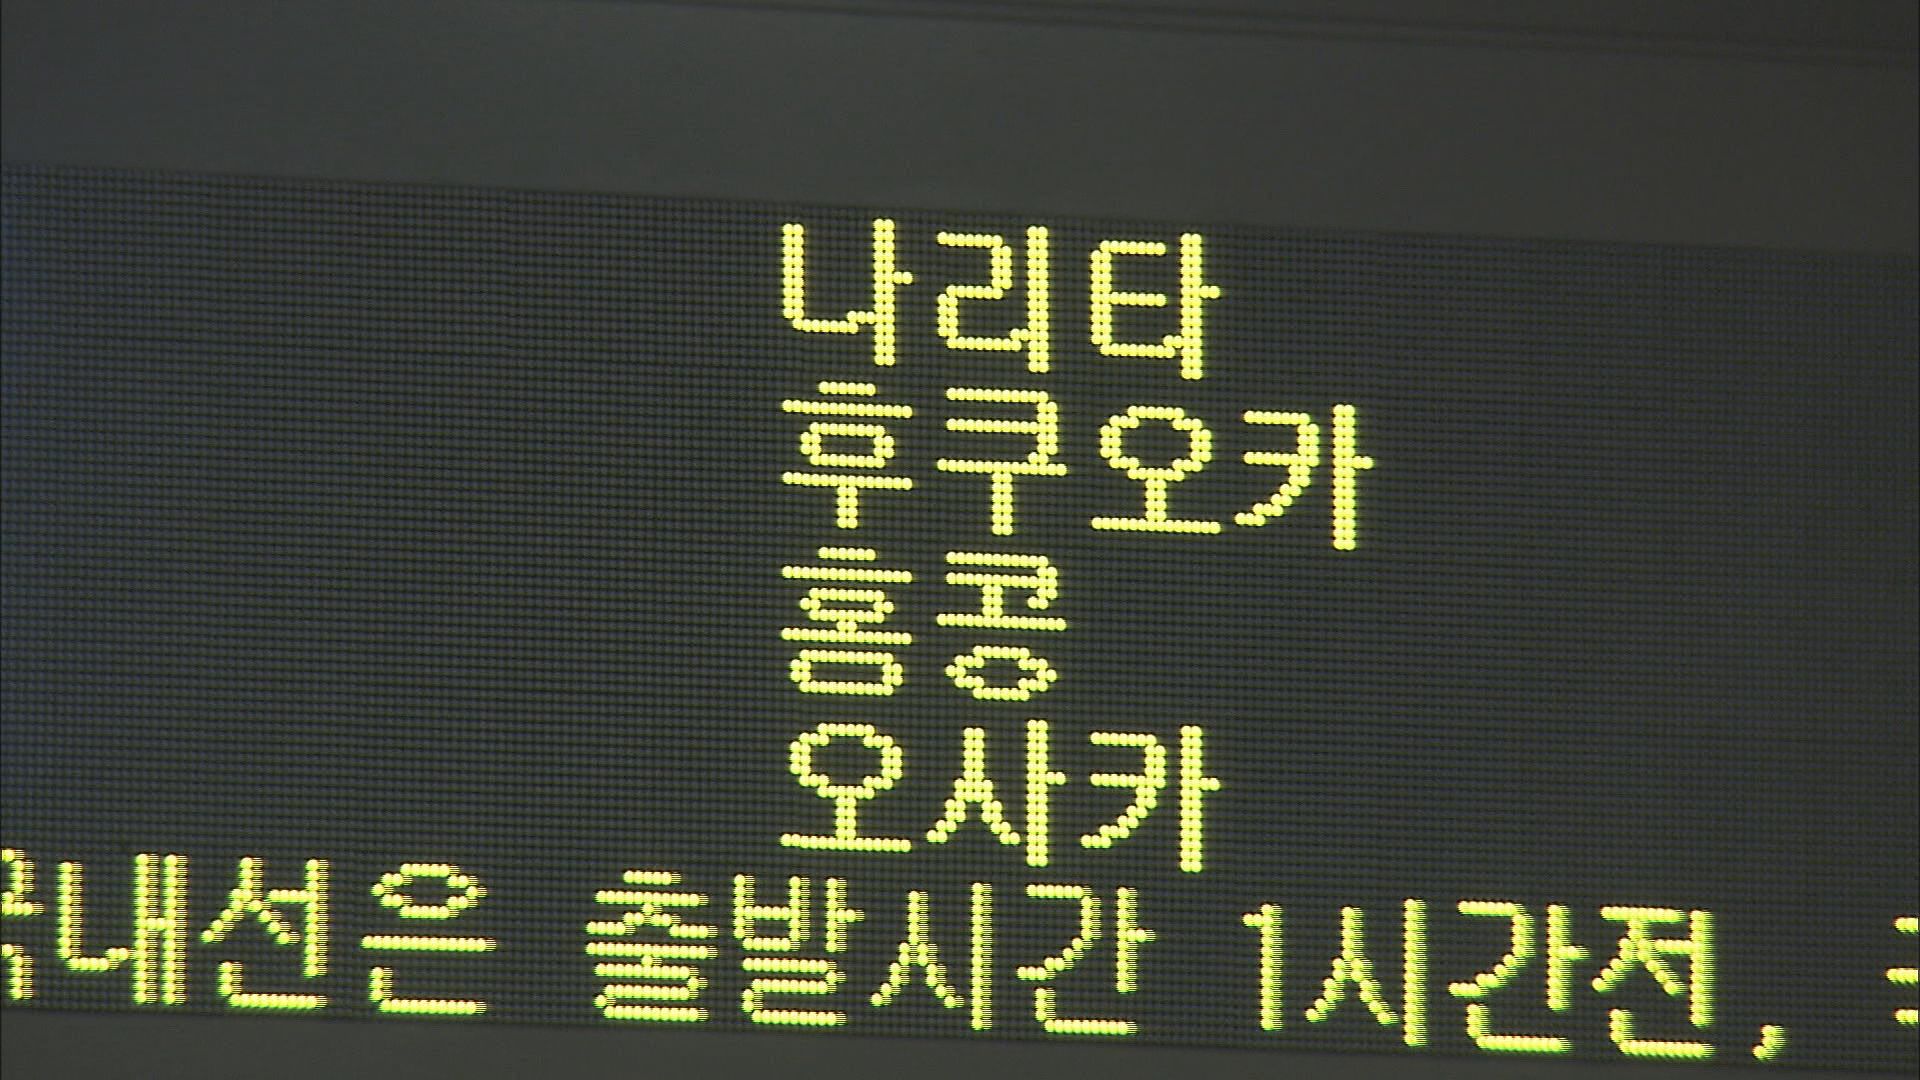 나리타
후쿠오카
홍콩
오사카
국내선은 출발시간 1시간전,